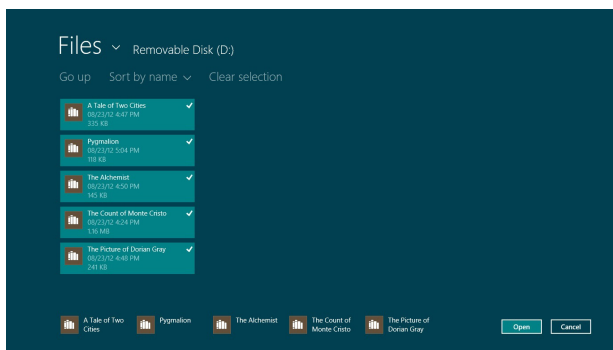 Files Removable Disk (D:)
Go up Sort by name Clear selection
A Tale of Two Cities
08/23/12 4:47 PM
335 KB
Pygmalion
08/23/12 5:04 PM
118 KB
The Alchemist
08/23/12 4:50 PM
145 KB
The Count of Monte Cristo
08/23/12 4:24 PM
1.16 MB
The Picture of Dorian Gray
08/23/12 4:48 PM
241 KB
A Tale of Two
Cities
Pygmalion
The Alchemist
The Count of
Monte Cristo
The Picture of
Dorian Gray
Open
Cancel